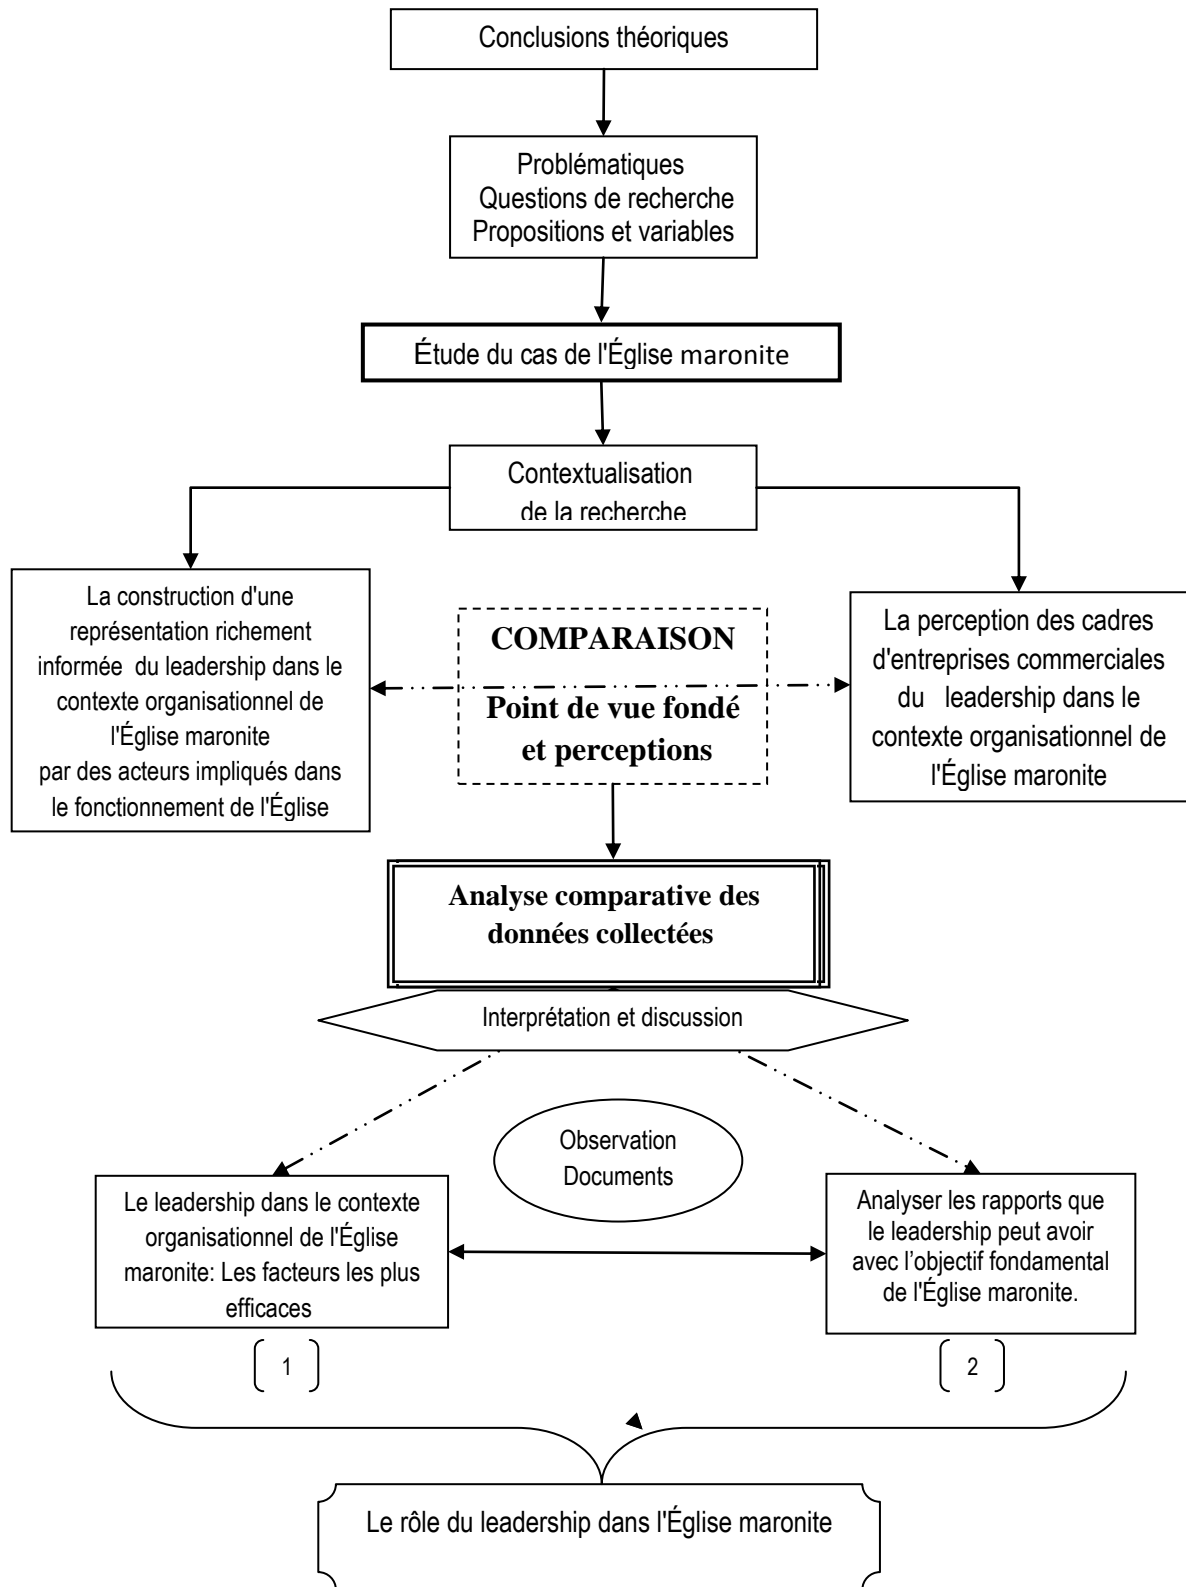 Conclusions théoriques
Problématiques
Questions de recherche
Propositions et variables
Étude du cas de l'Église maronite
Contextualisation
de la recherche
La construction d'une
représentation richement
informée du leadership dans le
contexte organisationnel de
l'Église maronite
par des acteurs impliqués dans
le fonctionnement de l'Église
COMPARAISON
Point de vue fondé
et perceptions
La perception des cadres
d'entreprises commerciales
du leadership dans le
contexte organisationnel de
l'Église maronite
Analyse comparative des
données collectées
Interprétation et discussion
Observation
Documents
Le leadership dans le contexte
organisationnel de l'Église
maronite: Les facteurs les plus
efficaces
Analyser les rapports que
le leadership peut avoir
avec l’objectif fondamental
de l'Église maronite.
1
2
Le rôle du leadership dans l'Église maronite